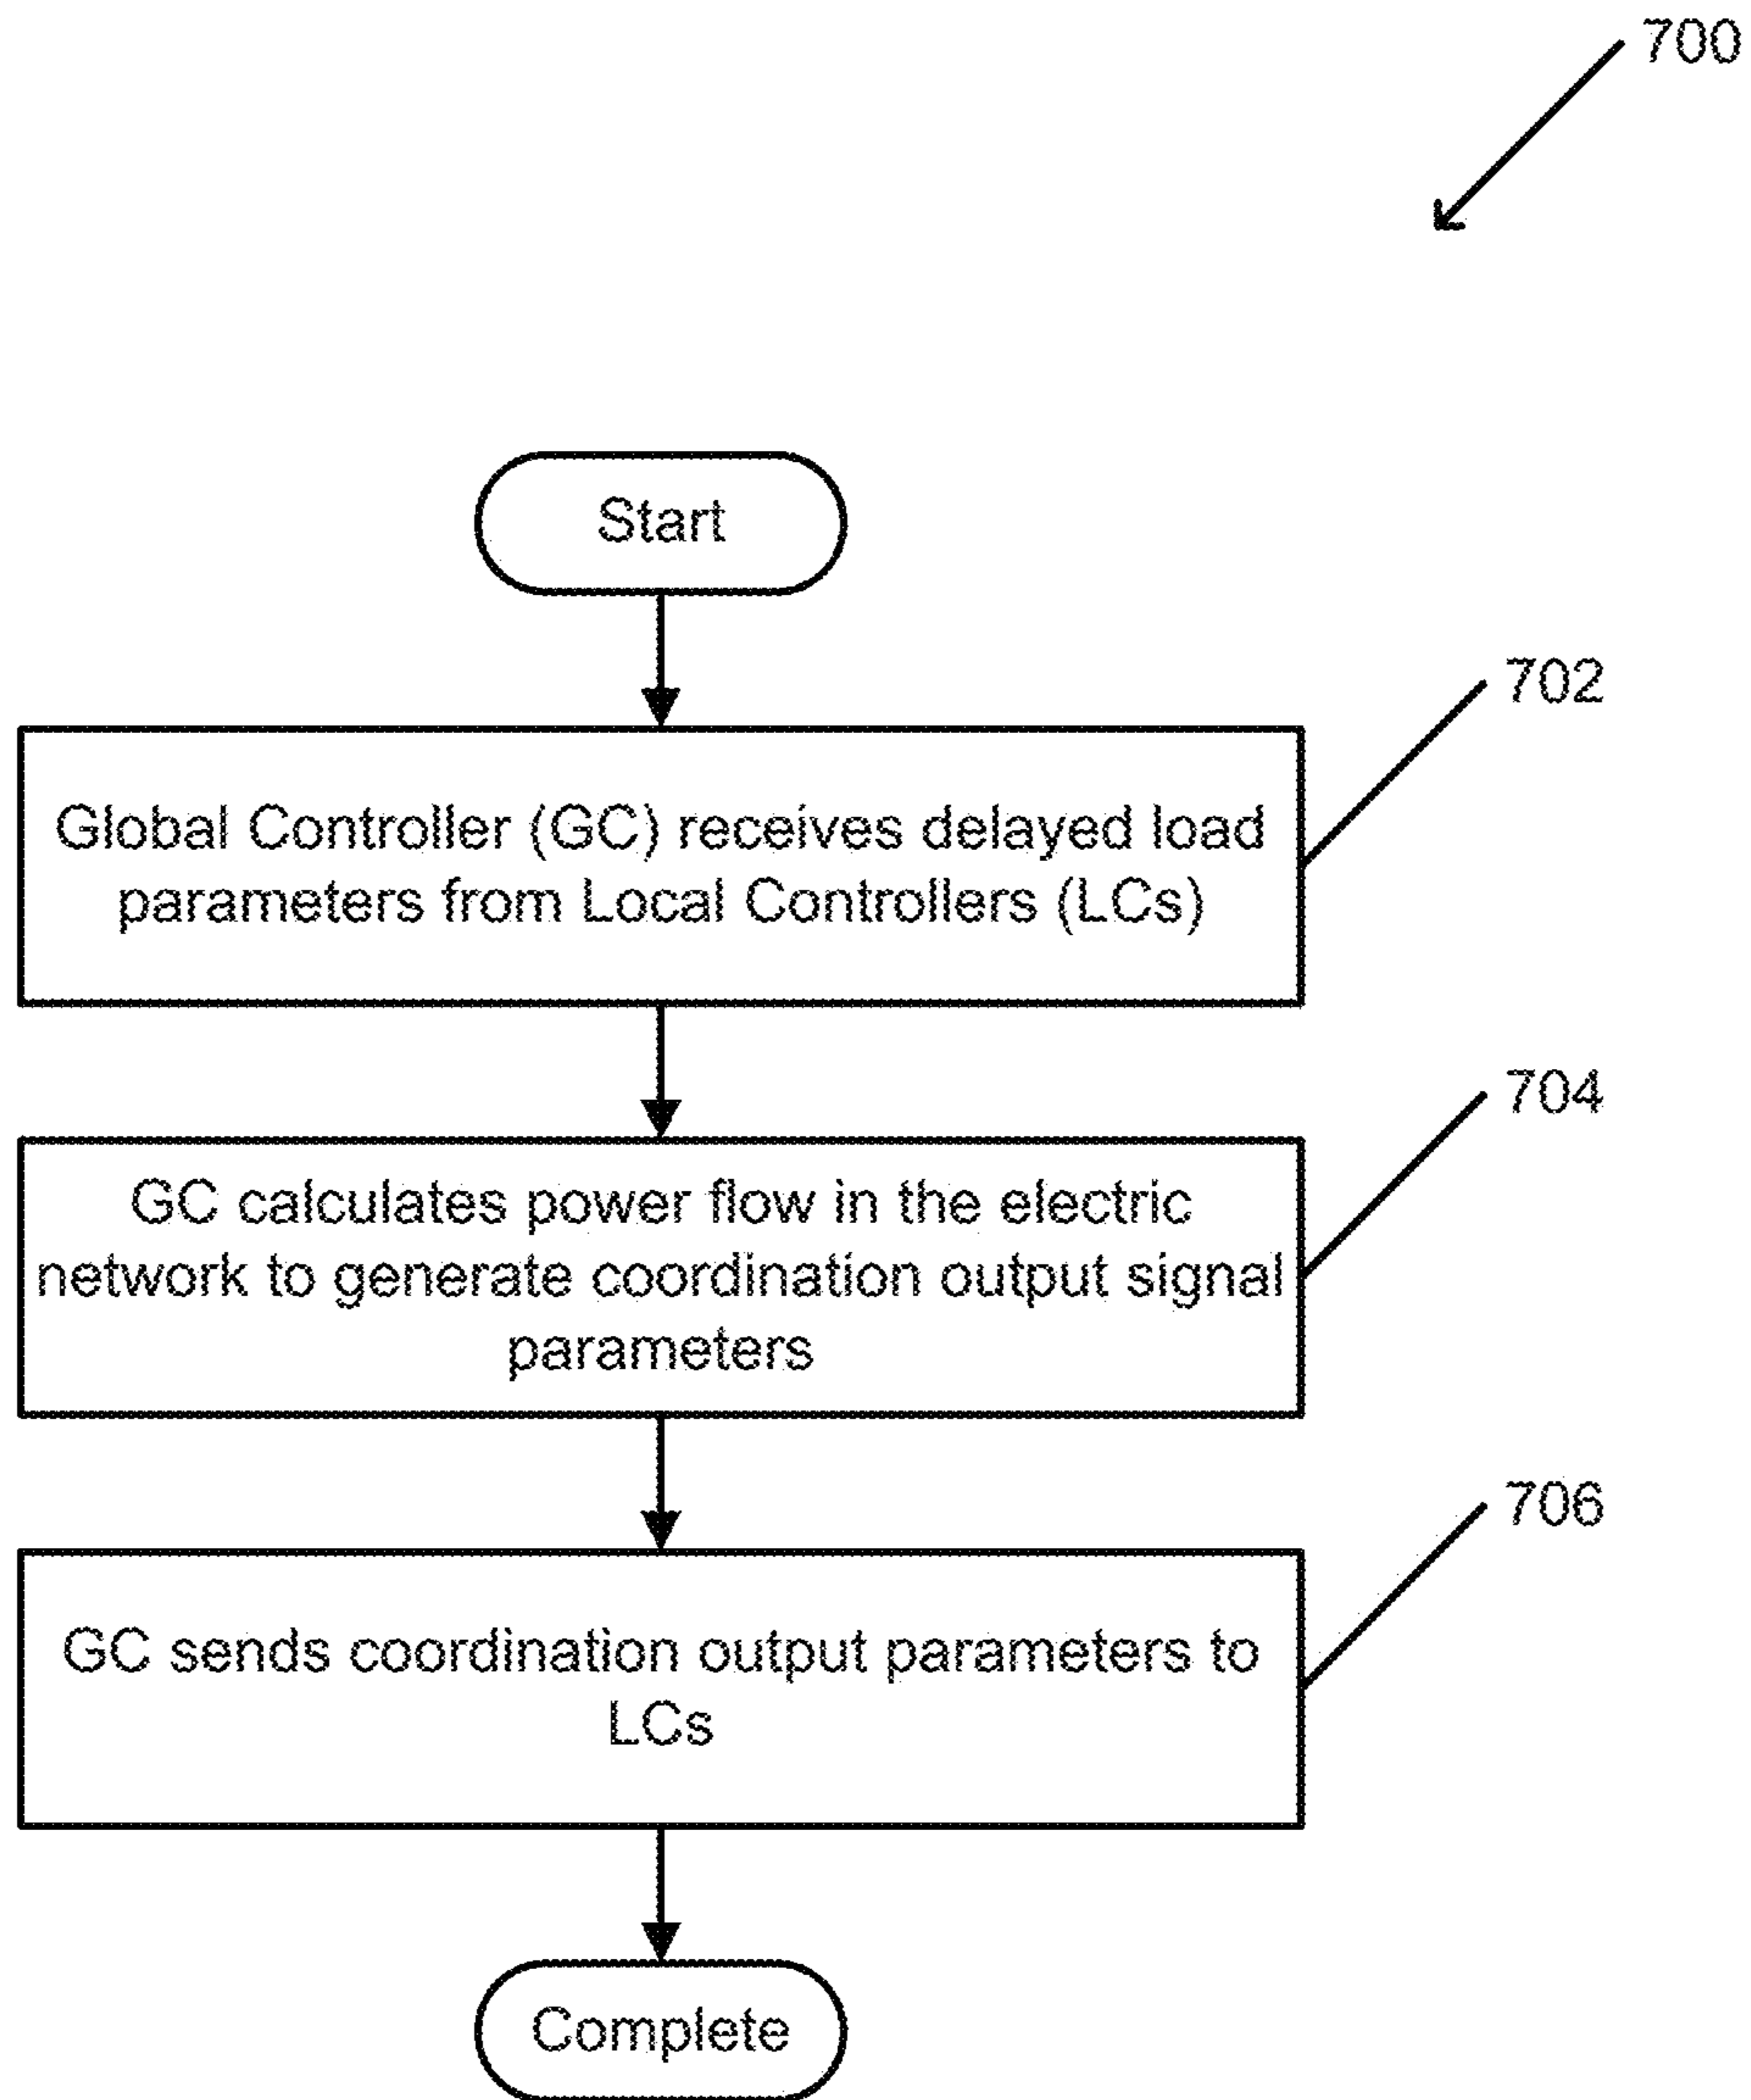 700
Start
702
Global Controller (GC) receives delayed load
parameters from Local Controllers (LCs)
704
GC calculates power flow in the electric
network to generate coordination output signal
parameters
706
GC sends coordination output parameters to
LCs
Complete